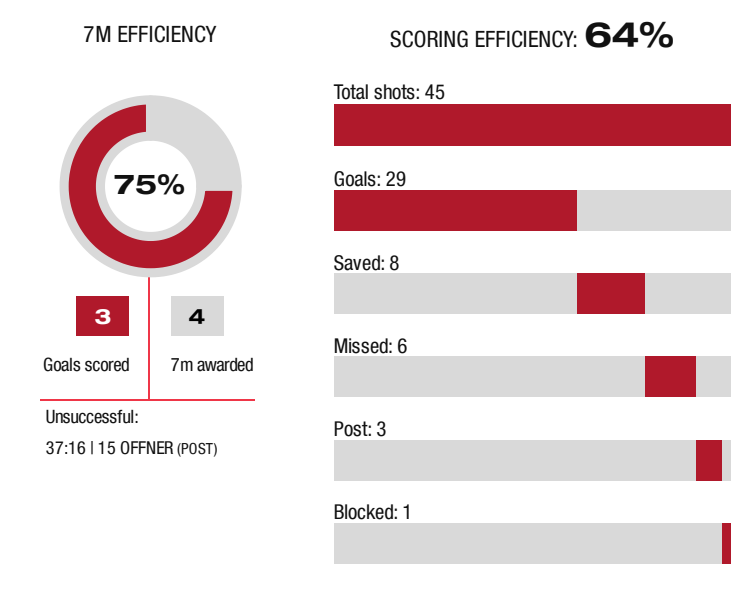 7M EFFICIENCY
75%
3
4
Goals scored
7m awarded
Unsuccessful:
37:16 | 15 OFFNER (POST)
SCORING EFFICIENCY: 64%
Total shots: 45
Goals: 29
Saved: 8
Missed: 6
Post: 3
Blocked: 1